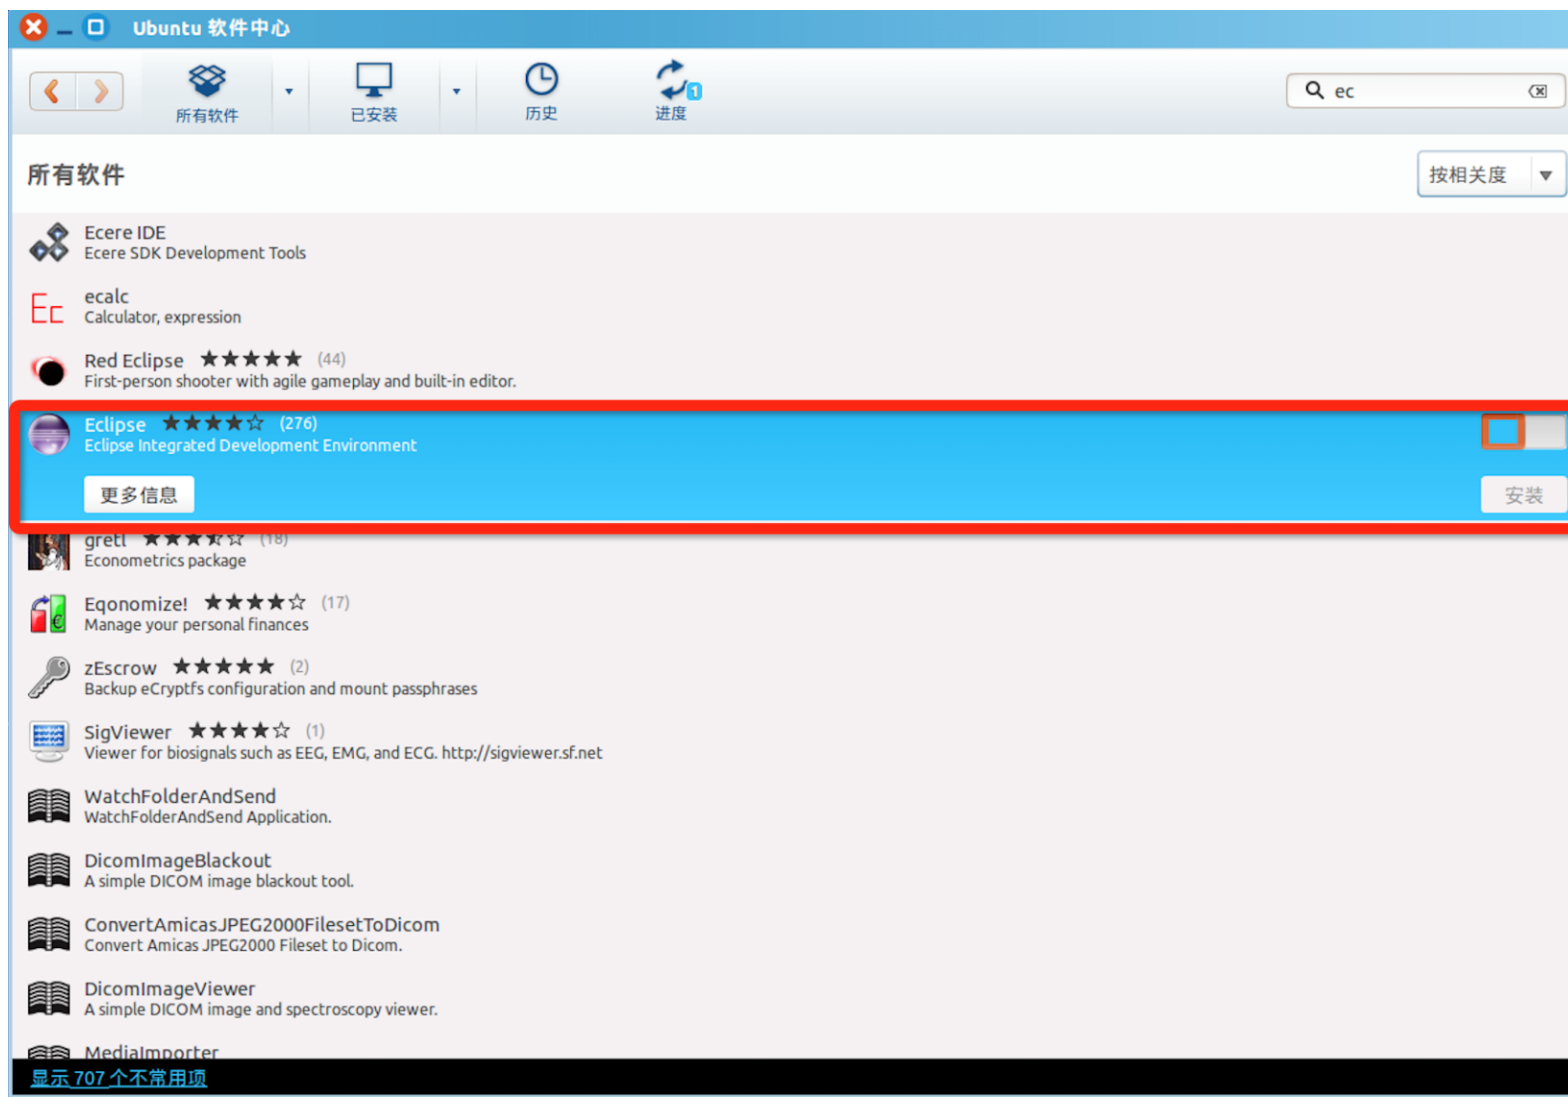 Ubuntu 软件中心
所有软件
已安装
历史
进度
1
ec
所有软件
按相关度
Ecere IDE
Ecere SDK Development Tools
Ec
ecalc
Calculator, expression
Red Eclipse (44)
First-person shooter with agile gameplay and built-in editor.
Eclipse (276)
Eclipse Integrated Development Environment
更多信息
安装
gretl (18)
Econometrics package
Eqonomize! (17)
Manage your personal finances
zEscrow (2)
Backup eCryptfs configuration and mount passphrases
SigViewer (1)
Viewer for biosignals such as EEG, EMG, and ECG. http://sigviewer.sf.net
WatchFolderAndSend
WatchFolderAndSend Application.
DicomImageBlackout
A simple DICOM image blackout tool.
ConvertAmicasJPEG2000FilesetToDicom
Convert Amicas JPEG2000 Fileset to Dicom.
DicomImageViewer
A simple DICOM image and spectroscopy viewer.
MediaImporter
显示 707 个不常用项